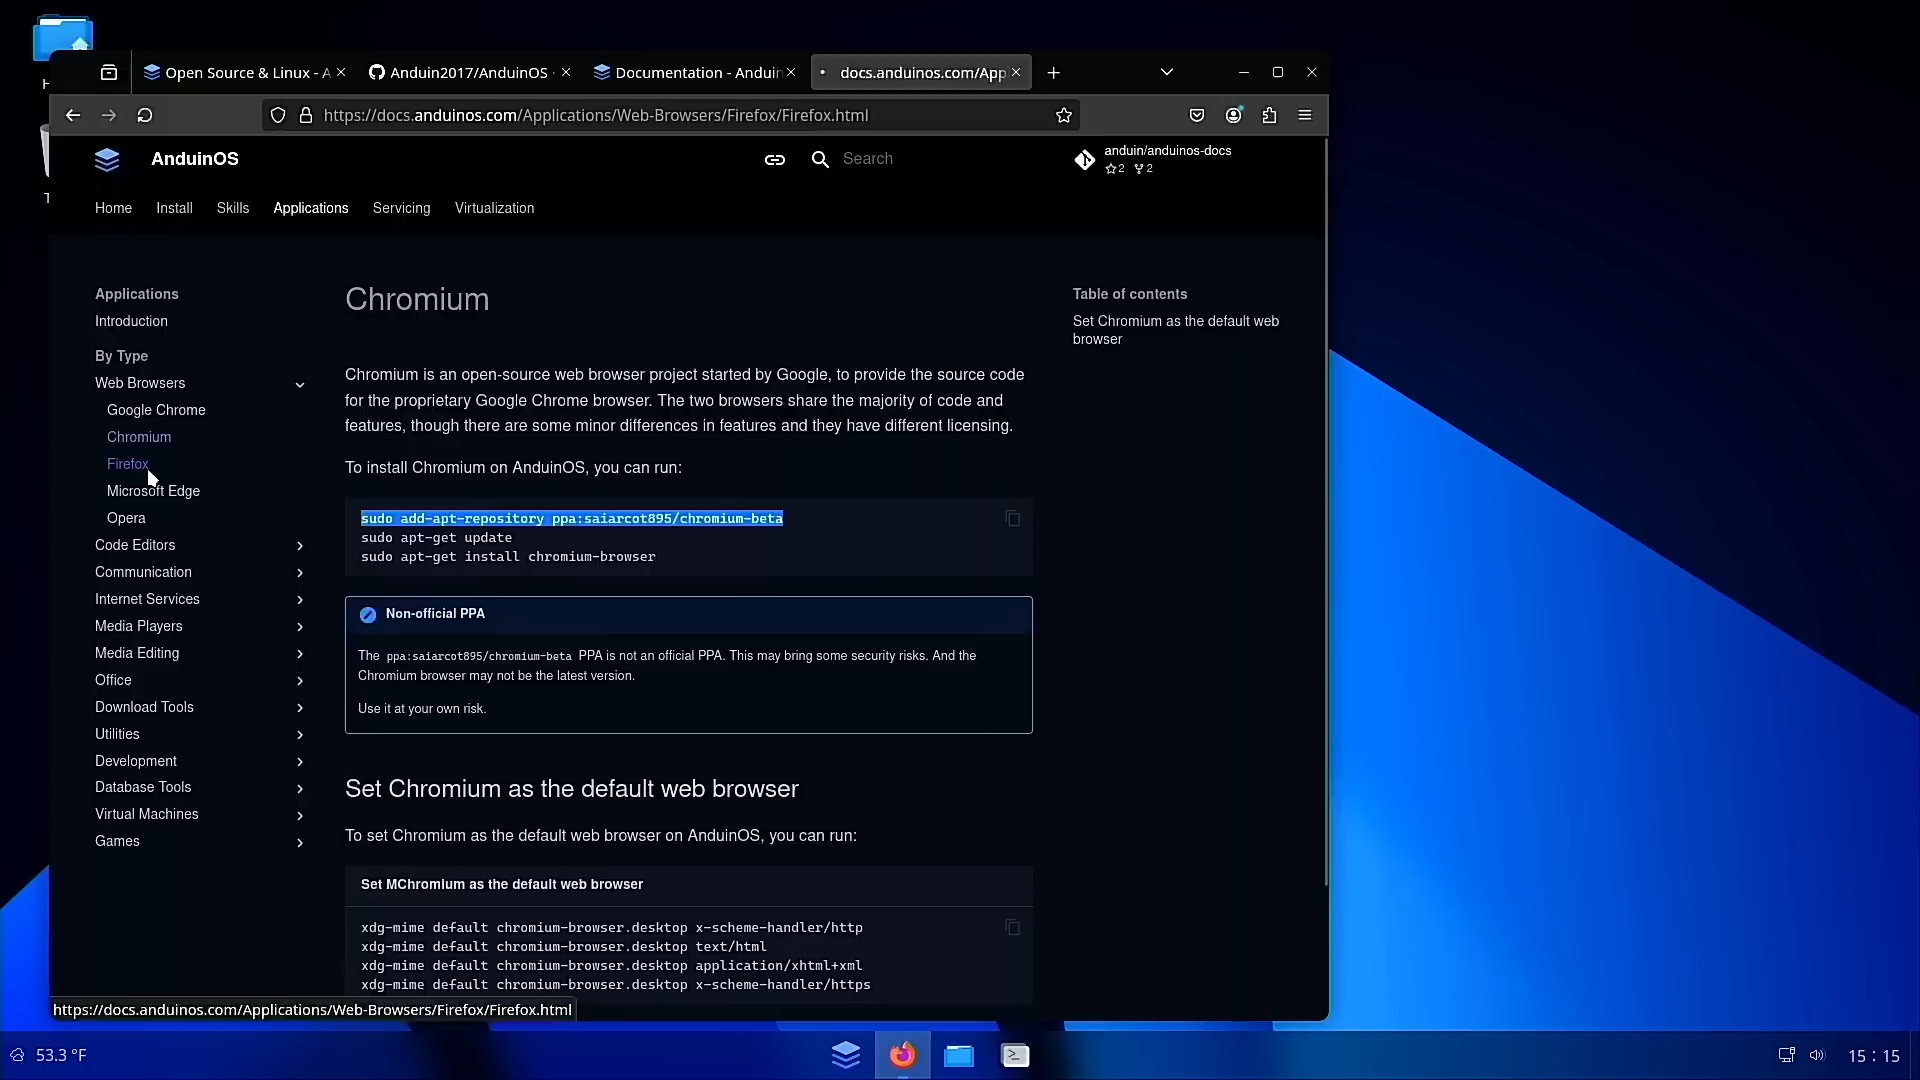 Open Source & Linux - A
Anduin2017/AnduinOS ·
Documentation - Anduin
docs.anduinos.com/App
https://docs.anduinos.com/Applications/Web-Browsers/Firefox/Firefox.html
AnduinOS
Search
anduin/anduinos-docs
2 2
Home Install Skills Applications Servicing Virtualization
Applications
Introduction
By Type
Web Browsers
Google Chrome
Chromium
Firefox
Microsoft Edge
Opera
Code Editors
Communication
Internet Services
Media Players
Media Editing
Office
Download Tools
Utilities
Development
Database Tools
Virtual Machines
Games
Chromium
Chromium is an open-source web browser project started by Google, to provide the source code
for the proprietary Google Chrome browser. The two browsers share the majority of code and
features, though there are some minor differences in features and they have different licensing.
To install Chromium on AnduinOS, you can run:
sudo add-apt-repository ppa:saiarcot895/chromium-beta
sudo apt-get update
sudo apt-get install chromium-browser
Non-official PPA
The ppa:saiarcot895/chromium-beta PPA is not an official PPA. This may bring some security risks. And the
Chromium browser may not be the latest version.
Use it at your own risk.
Set Chromium as the default web browser
To set Chromium as the default web browser on AnduinOS, you can run:
Set MChromium as the default web browser
xdg-mime default chromium-browser.desktop x-scheme-handler/http
xdg-mime default chromium-browser.desktop text/html
xdg-mime default chromium-browser.desktop application/xhtml+xml
xdg-mime default chromium-browser.desktop x-scheme-handler/https
Table of contents
Set Chromium as the default web
browser
https://docs.anduinos.com/Applications/Web-Browsers/Firefox/Firefox.html
53.3 °F
15 : 15